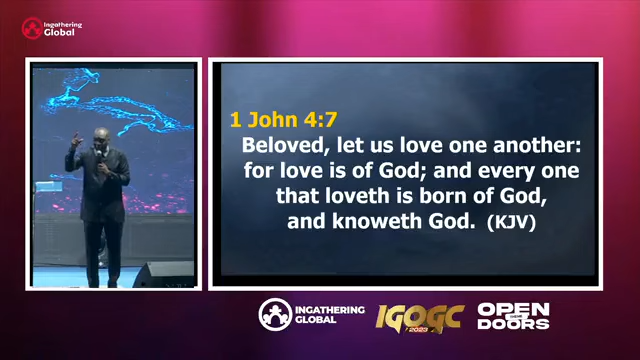 Ingathering
Global
1 John 4:7
Beloved, let us love one another:
for love is of God; and every one
that loveth is born of God,
and knoweth God. (KJV)
INGATHERING
GLOBAL
IGOGC
2023
OPEN
DOORS